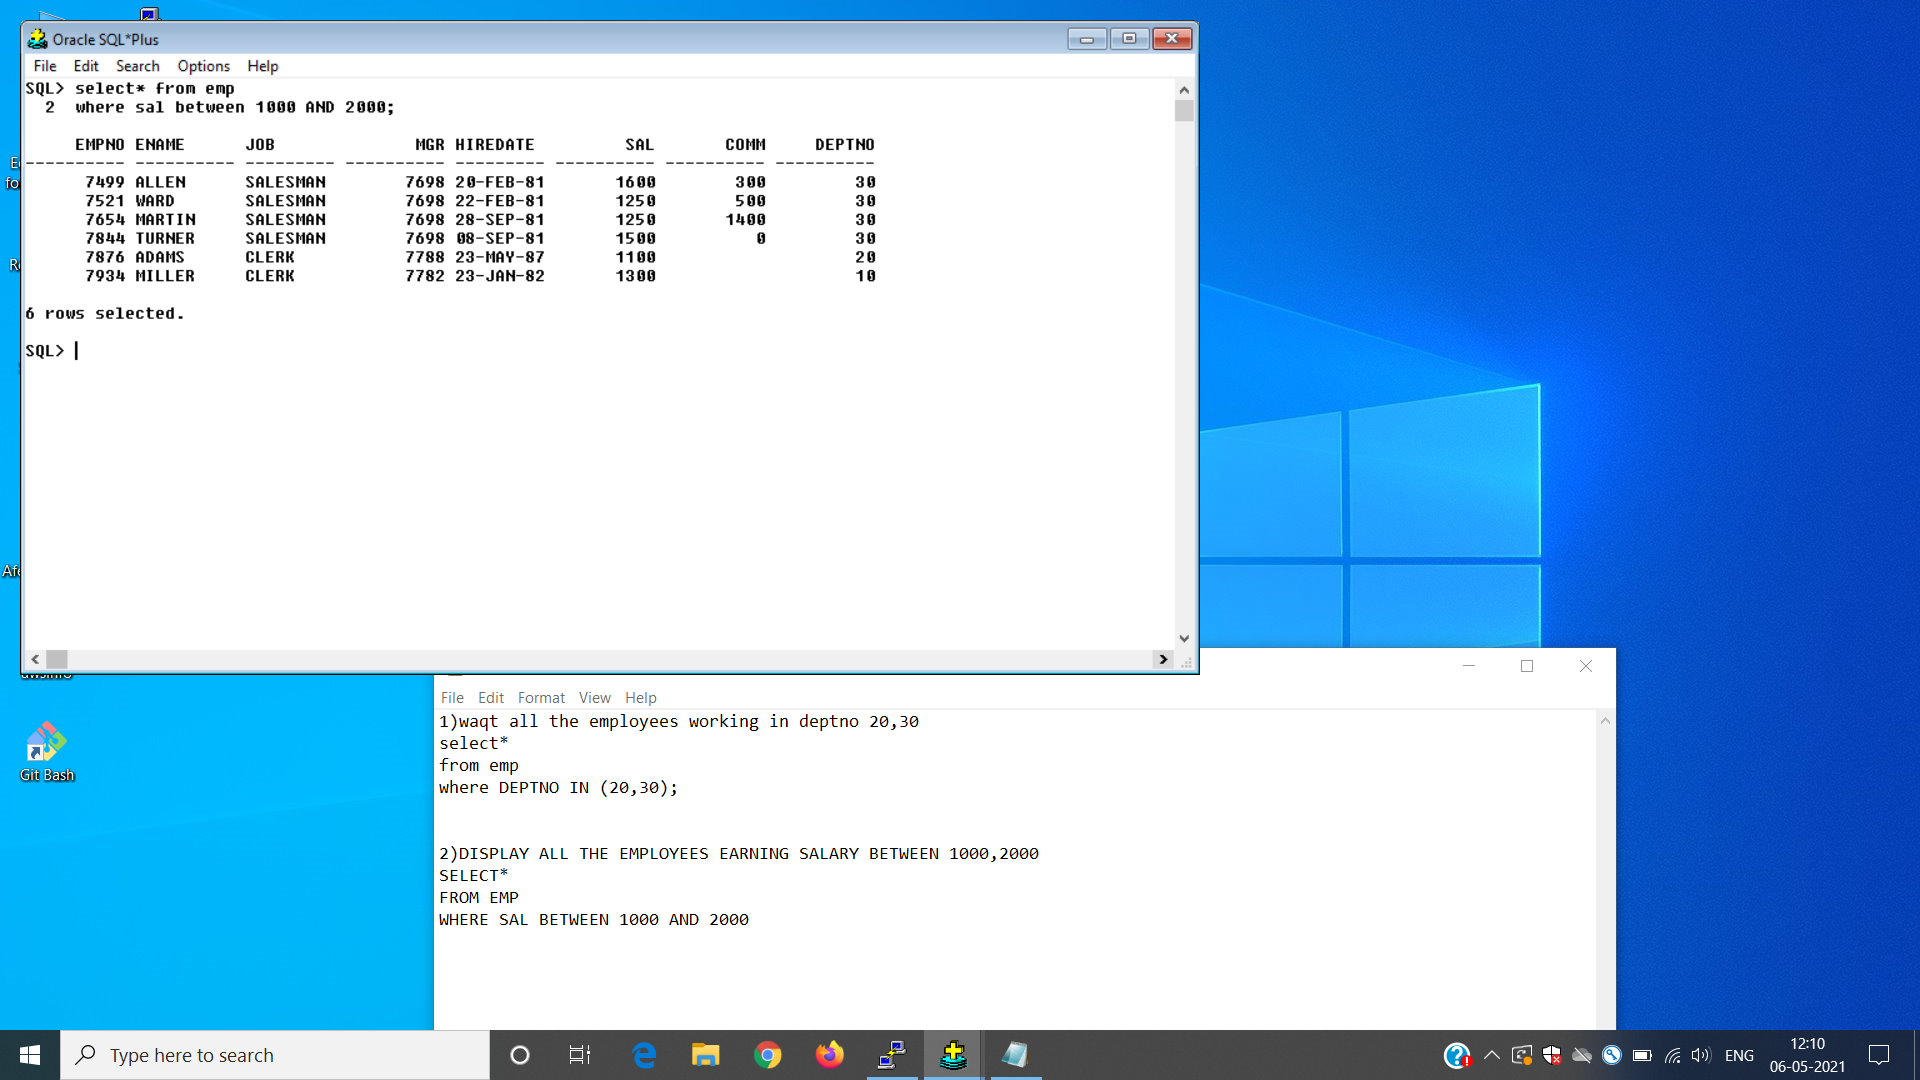 Oracle SQL*Plus
File Edit Search Options Help
SQL> select* from emp
2 where sal between 1000 AND 2000;
EMPNO ENAME JOB MGR HIREDATE SAL COMM DEPTNO
---------- ---------- --------- ---------- --------- ---------- ---------- ----------
7499 ALLEN SALESMAN 7698 20-FEB-81 1600 300 30
7521 WARD SALESMAN 7698 22-FEB-81 1250 500 30
7654 MARTIN SALESMAN 7698 28-SEP-81 1250 1400 30
7844 TURNER SALESMAN 7698 08-SEP-81 1500 0 30
7876 ADAMS CLERK 7788 23-MAY-87 1100 20
7934 MILLER CLERK 7782 23-JAN-82 1300 10
6 rows selected.
SQL>
Git Bash
File Edit Format View Help
1)waqt all the employees working in deptno 20,30
select*
from emp
where DEPTNO IN (20,30);
2)DISPLAY ALL THE EMPLOYEES EARNING SALARY BETWEEN 1000,2000
SELECT*
FROM EMP
WHERE SAL BETWEEN 1000 AND 2000
Type here to search
ENG
12:10
06-05-2021